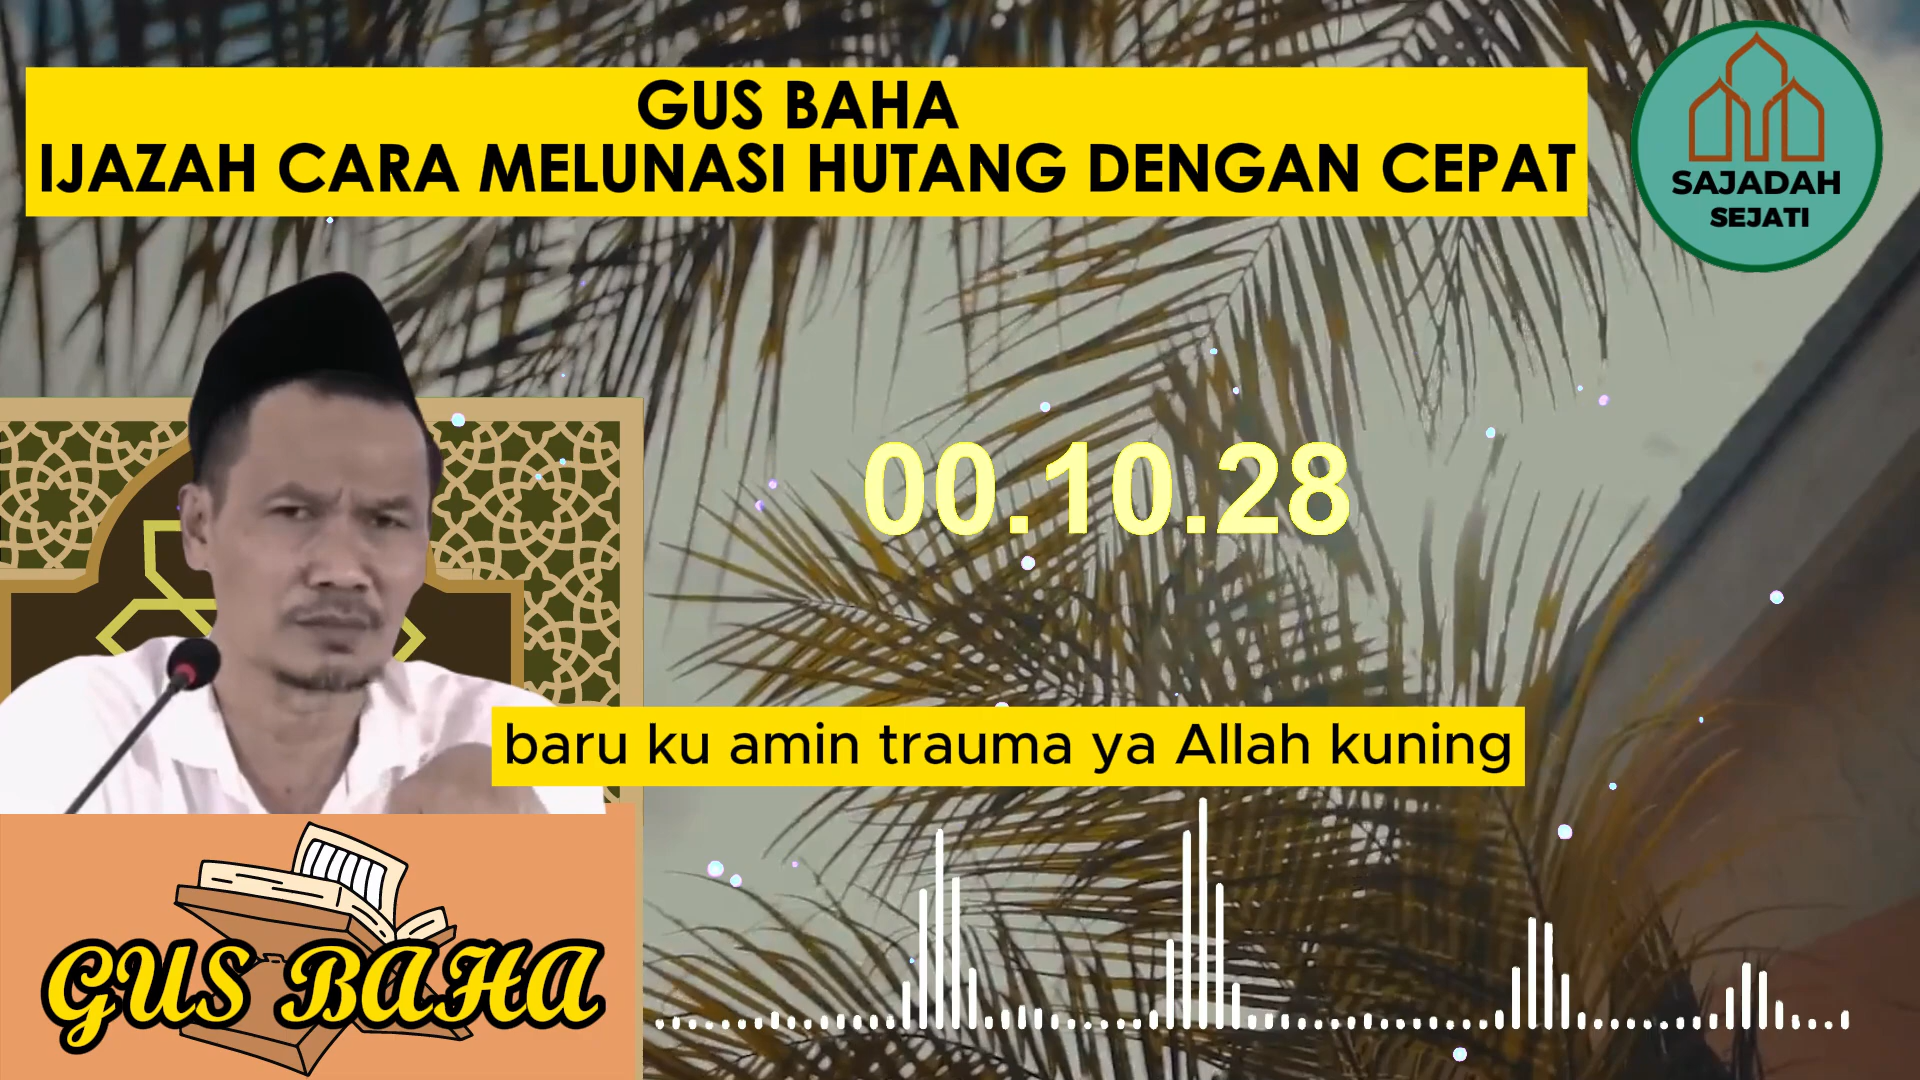 GUS BAHA
IJAZAH CARA MELUNASI HUTANG DENGAN CEPAT
SAJADAH
SEJATI
00.10.28
baru ku amin trauma ya Allah kuning
GUS BAHA